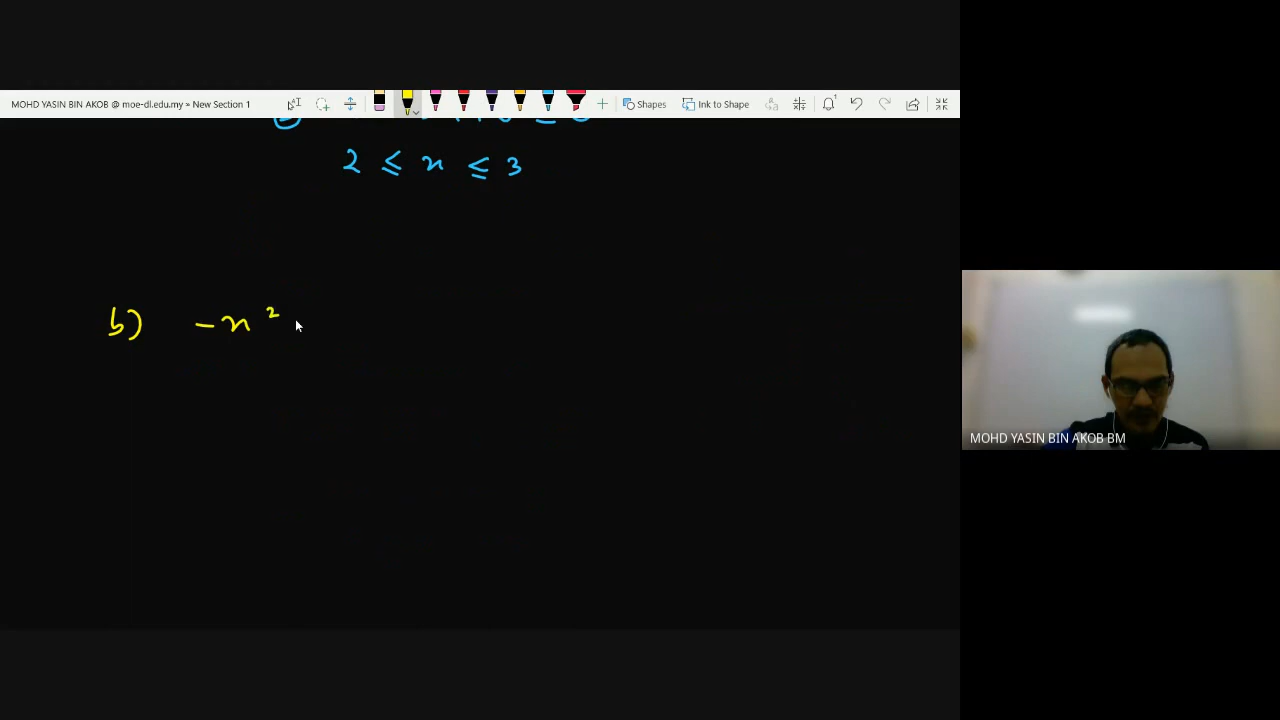 MOHD YASIN BIN AKOB @ moe-dl.edu.my » New Section 1
Shapes
Ink to Shape
2 ≤ x ≤ 3
b) -x²
MOHD YASIN BIN AKOB BM